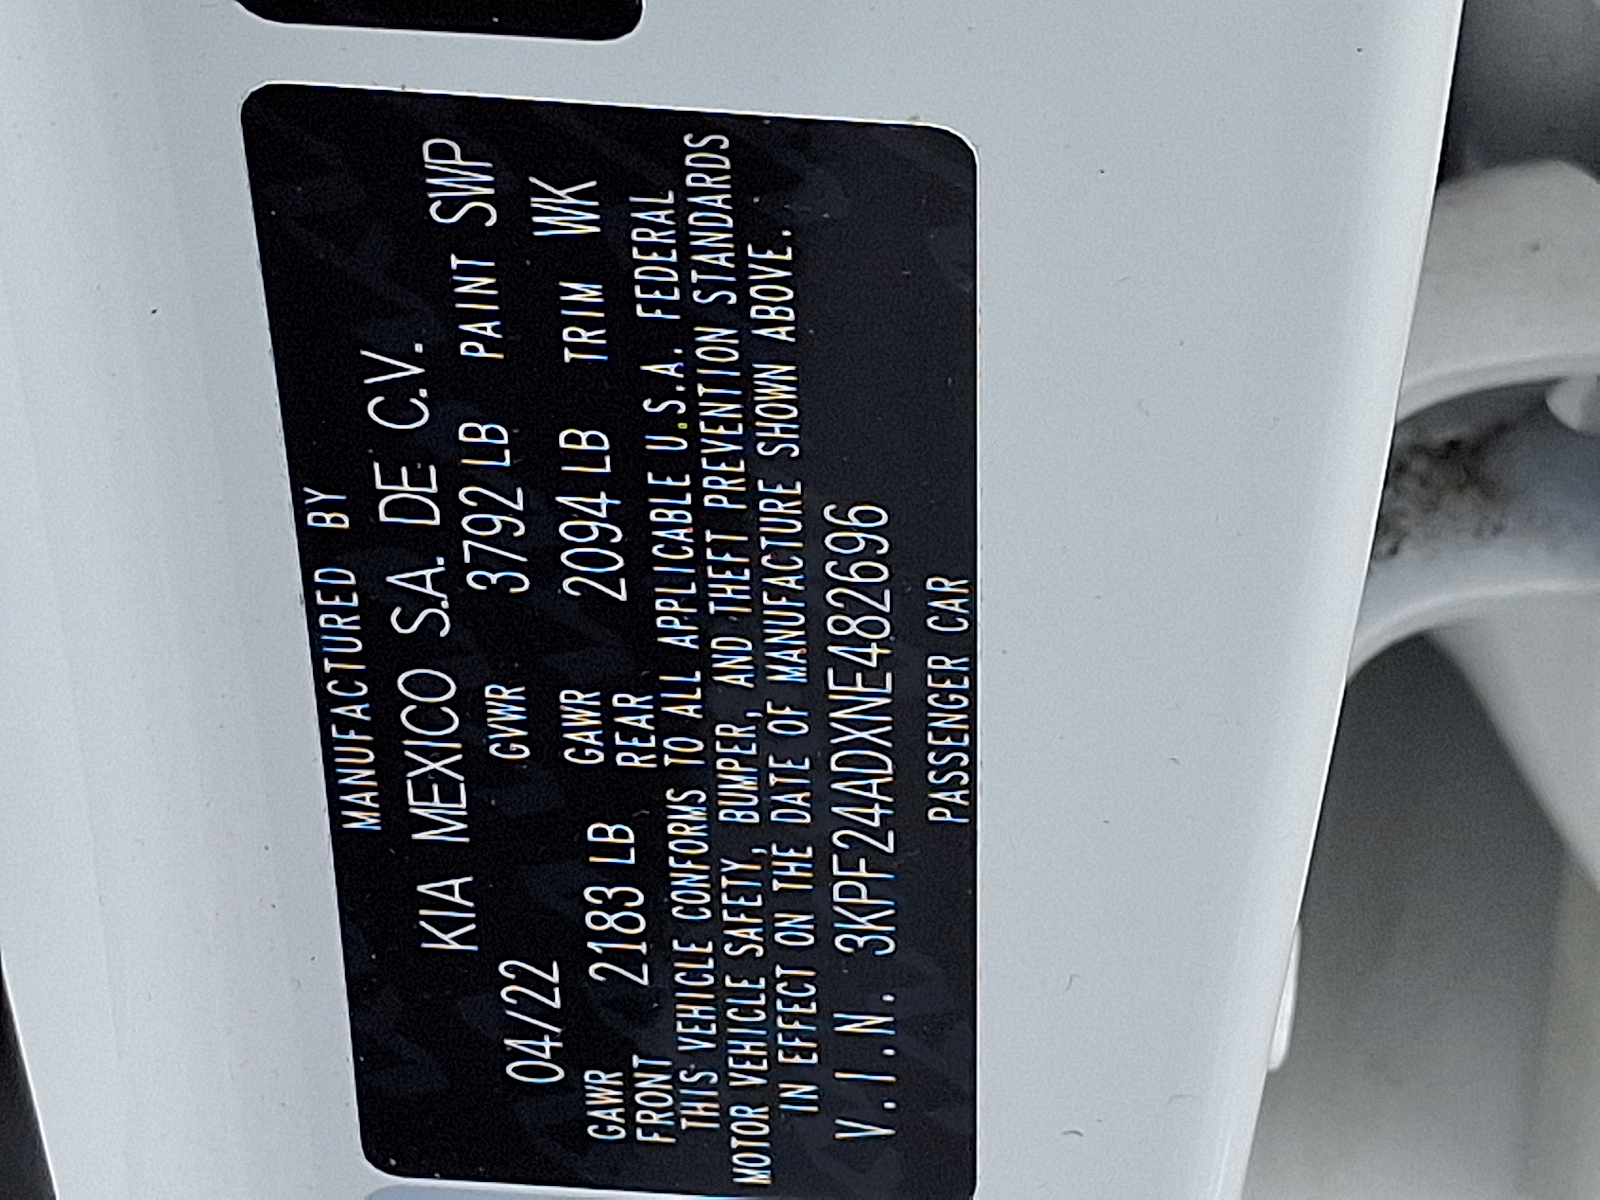 MANUFACTURED BY
KIA MEXICO S.A. DE C.V.
04/22 GVWR 3792 LB PAINT SWP
GAWR FRONT 2183 LB GAWR REAR 2094 LB TRIM WK
THIS VEHICLE CONFORMS TO ALL APPLICABLE U.S.A. FEDERAL
MOTOR VEHICLE SAFETY, BUMPER, AND THEFT PREVENTION STANDARDS
IN EFFECT ON THE DATE OF MANUFACTURE SHOWN ABOVE.
V.I.N. 3KPF24ADXNE482696
PASSENGER CAR